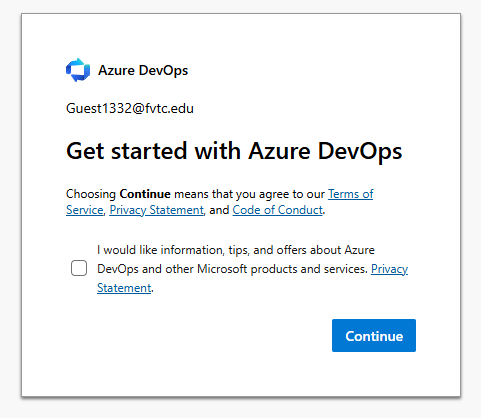 Azure DevOps
Guest1332@fvtc.edu
Get started with Azure DevOps
Choosing Continue means that you agree to our Terms of
Service, Privacy Statement, and Code of Conduct.
I would like information, tips, and offers about Azure
DevOps and other Microsoft products and services. Privacy
Statement.
Continue